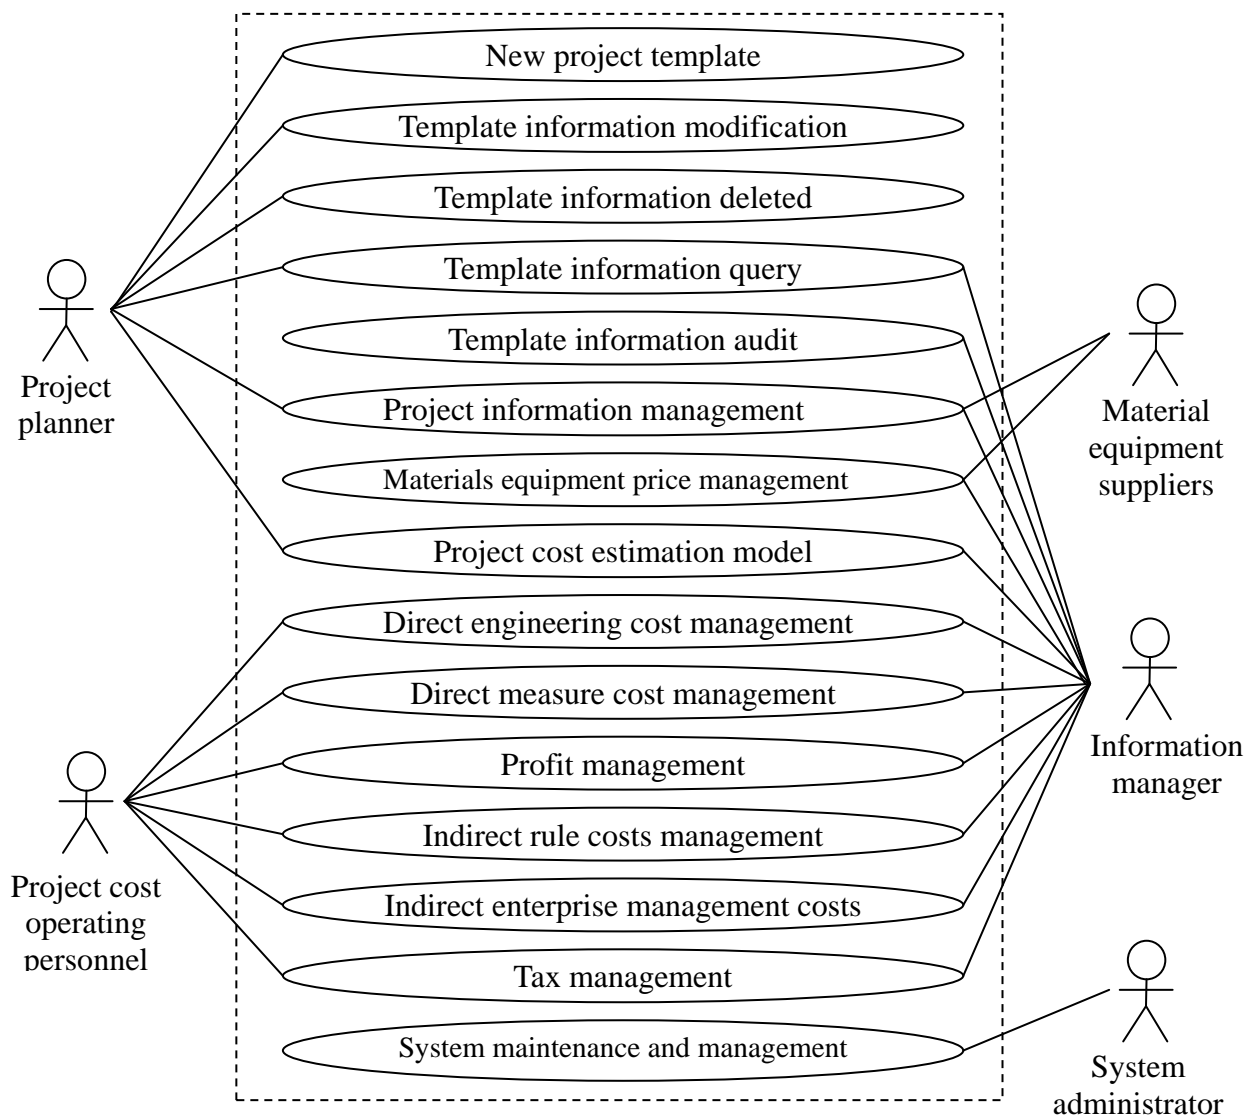 New project template
Template information modification
Template information deleted
Template information query
Template information audit
Project information management
Materials equipment price management
Project cost estimation model
Direct engineering cost management
Direct measure cost management
Profit management
Indirect rule costs management
Indirect enterprise management costs
Tax management
System maintenance and management
Project
planner
Project cost
operating
personnel
Material
equipment
suppliers
Information
manager
System
administrator